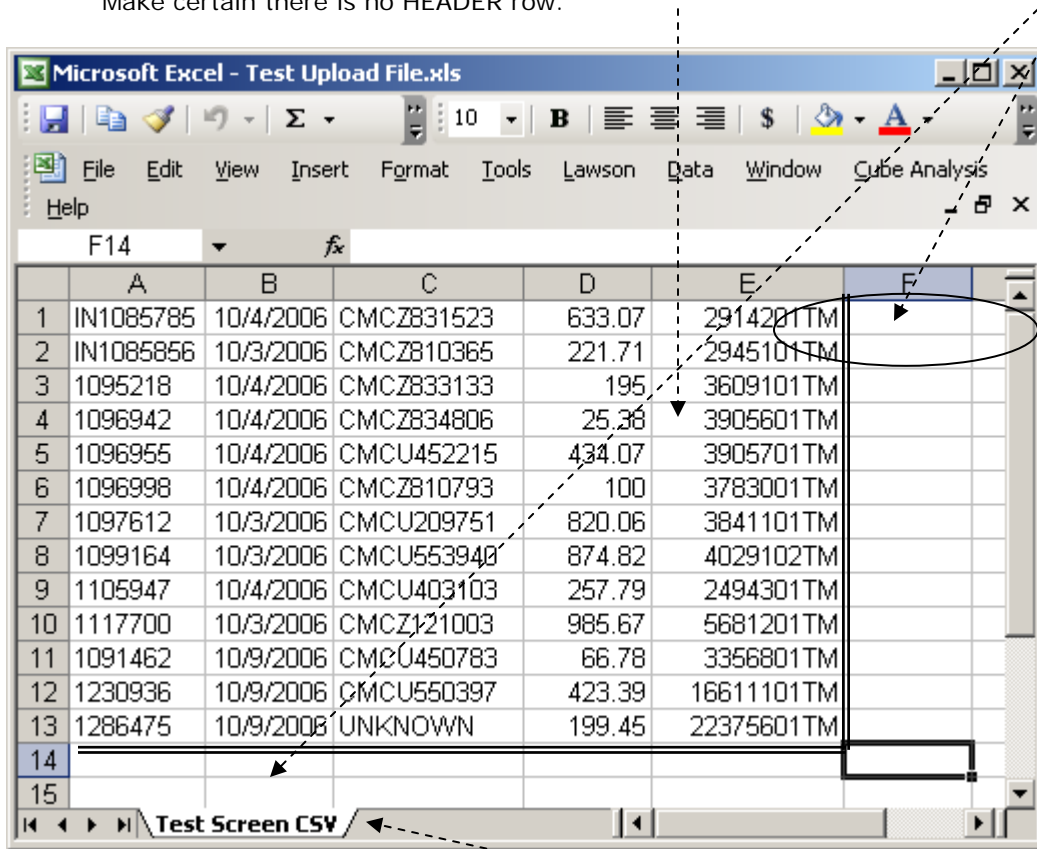 Make certain there is no HEADER row.
Microsoft Excel - Test Upload File.xls
Σ 10 B $ A
File Edit View Insert Format Tools Lawson Data Window Cube Analysis
Help
F14 fx
A B C D E F
1 IN1085785 10/4/2006 CMCZ831523 633.07 2914201TM
2 IN1085856 10/3/2006 CMCZ810365 221.71 2945101TM
3 1095218 10/4/2006 CMCZ833133 195 3609101TM
4 1096942 10/4/2006 CMCZ834806 25.38 3905601TM
5 1096955 10/4/2006 CMCU452215 434.07 3905701TM
6 1096998 10/4/2006 CMCZ810793 100 3783001TM
7 1097612 10/3/2006 CMCU209751 820.06 3841101TM
8 1099164 10/3/2006 CMCU553940 874.82 4029102TM
9 1105947 10/4/2006 CMCU403103 257.79 2494301TM
10 1117700 10/3/2006 CMCZ121003 985.67 5681201TM
11 1091462 10/9/2006 CMCU450783 66.78 3356801TM
12 1230936 10/9/2006 CMCU550397 423.39 16611101TM
13 1286475 10/9/2006 UNKNOWN 199.45 22375601TM
14
15
Test Screen CSV